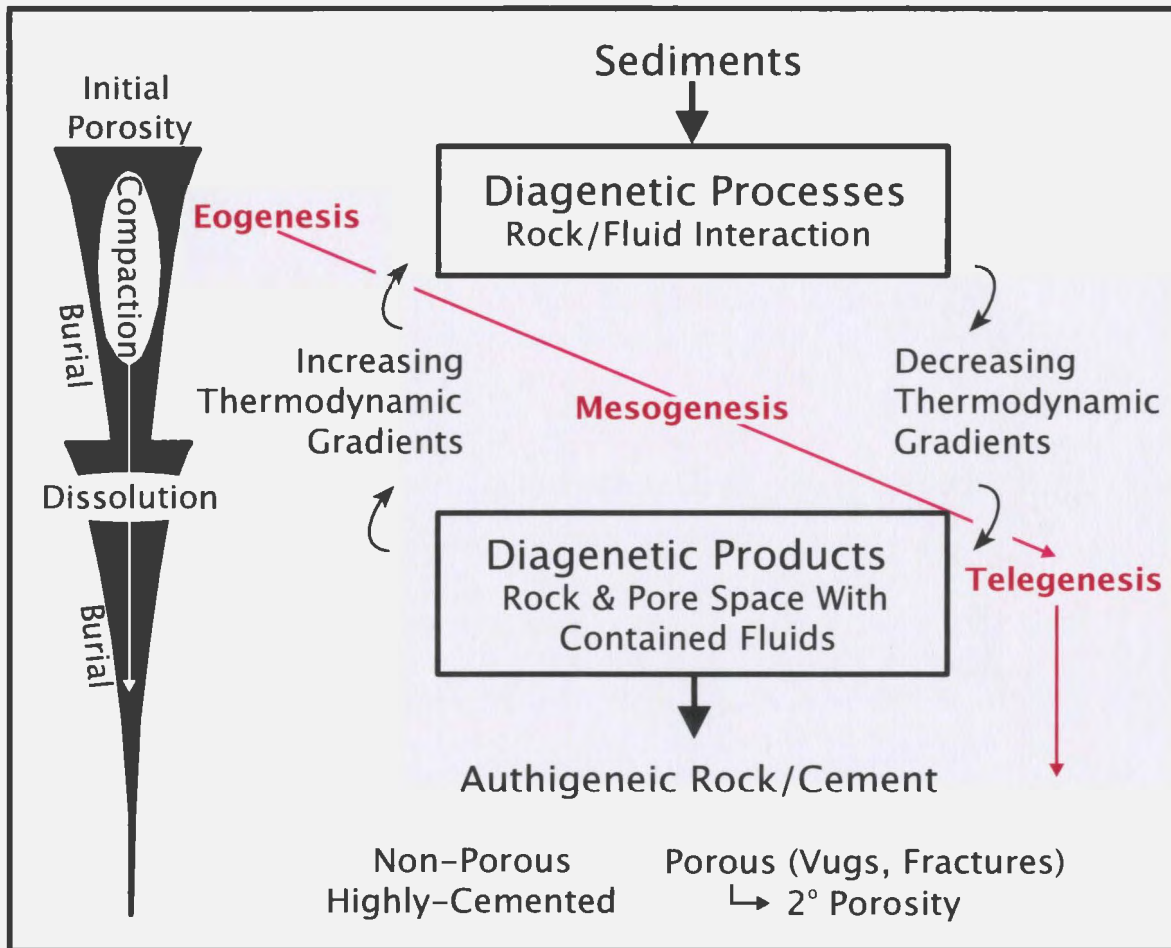 Sediments
Initial
Porosity
Compaction
Burial
Dissolution
Burial
Diagenetic Processes
Rock/Fluid Interaction
Eogenesis
Increasing
Thermodynamic
Gradients
Mesogenesis
Decreasing
Thermodynamic
Gradients
Diagenetic Products
Rock & Pore Space With
Contained Fluids
Telegenesis
Authigeneic Rock/Cement
Non-Porous
Highly-Cemented
Porous (Vugs, Fractures)
2° Porosity